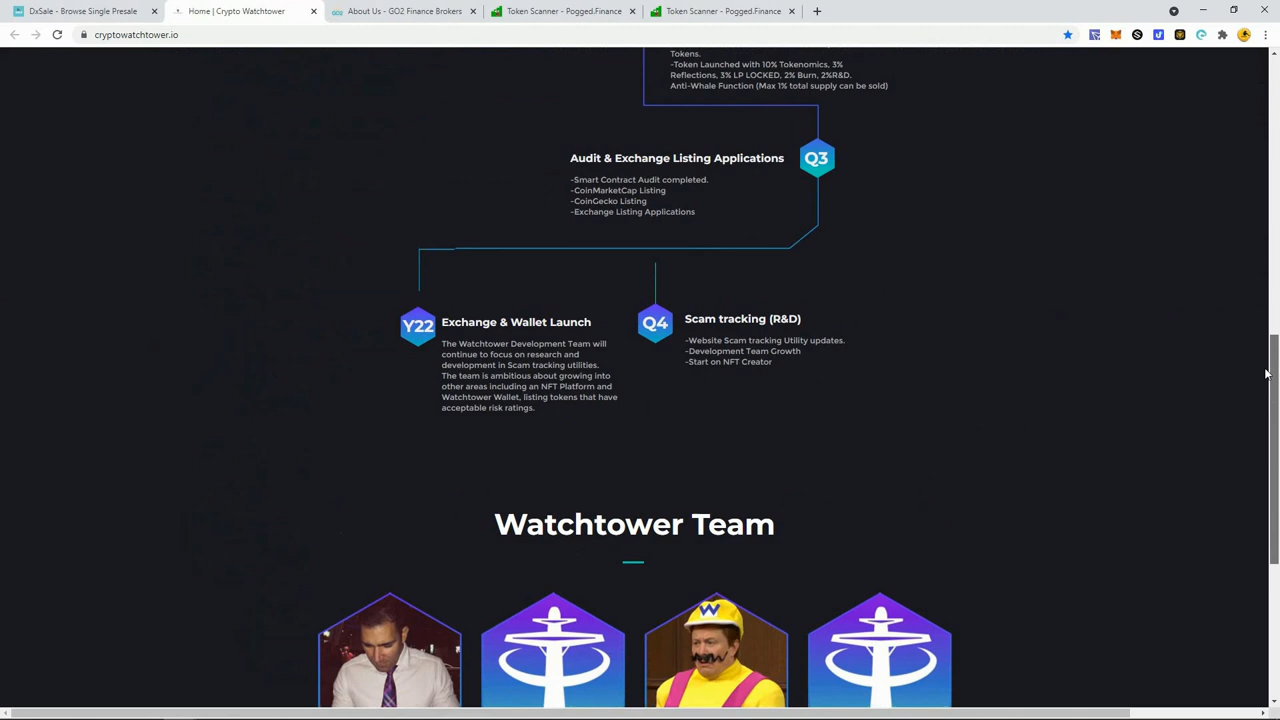 DxSale - Browse Single Presale
Home | Crypto Watchtower
About Us - GO2 Finance Brokers
Token Scanner - Pogged.Finance
Token Scanner - Pogged.Finance
cryptowatchtower.io
Tokens.
-Token Launched with 10% Tokenomics, 3%
Reflections, 3% LP LOCKED, 2% Burn, 2%R&D.
Anti-Whale Function (Max 1% total supply can be sold)
Audit & Exchange Listing Applications
Q3
-Smart Contract Audit completed.
-CoinMarketCap Listing
-CoinGecko Listing
-Exchange Listing Applications
Y22
Exchange & Wallet Launch
The Watchtower Development Team will
continue to focus on research and
development in Scam tracking utilities.
The team is ambitious about growing into
other areas including an NFT Platform and
Watchtower Wallet, listing tokens that have
acceptable risk ratings.
Q4
Scam tracking (R&D)
-Website Scam tracking Utility updates.
-Development Team Growth
-Start on NFT Creator
Watchtower Team
W